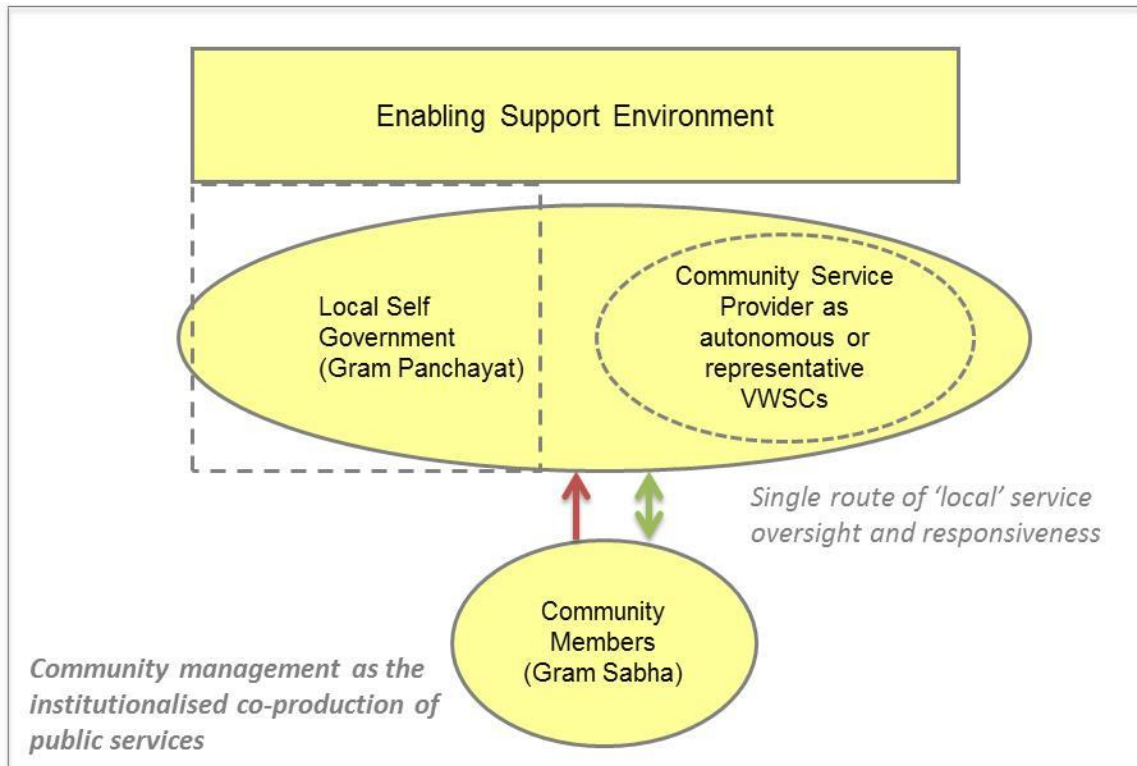 Enabling Support Environment
Local Self
Government
(Gram Panchayat)
Community Service
Provider as
autonomous or
representative
VWSCs
Single route of ‘local’ service
oversight and responsiveness
Community
Members
(Gram Sabha)
Community management as the
institutionalised co-production of
public services